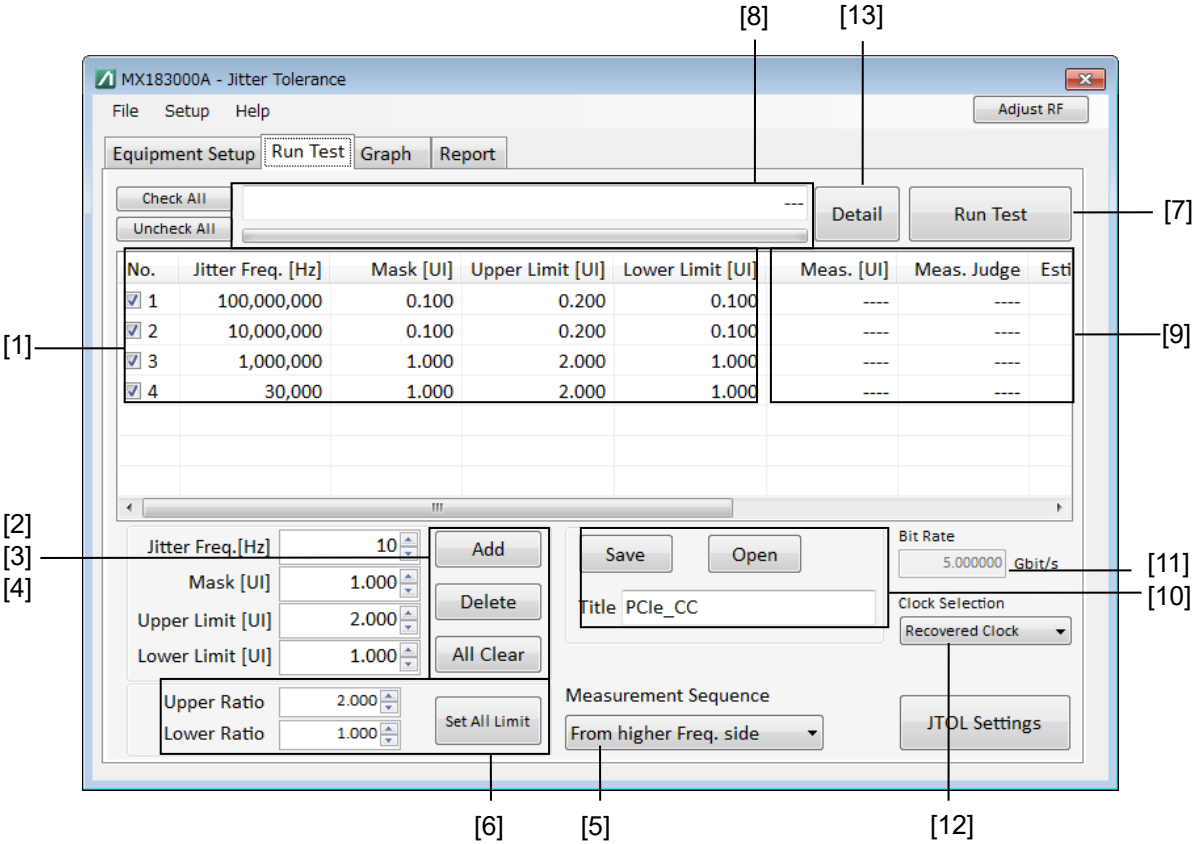 [8] [13]
MX183000A - Jitter Tolerance
File Setup Help Adjust RF
Equipment Setup Run Test Graph Report
Check All
Uncheck All
---
Detail
Run Test
[7]
No. Jitter Freq. [Hz] Mask [UI] Upper Limit [UI] Lower Limit [UI] Meas. [UI] Meas. Judge Esti
1 100,000,000 0.100 0.200 0.100 ---- ----
2 10,000,000 0.100 0.200 0.100 ---- ----
3 1,000,000 1.000 2.000 1.000 ---- ----
4 30,000 1.000 2.000 1.000 ---- ----
[1]
[9]
[2]
[3]
[4]
Jitter Freq.[Hz] 10
Mask [UI] 1.000
Upper Limit [UI] 2.000
Lower Limit [UI] 1.000
Add
Delete
All Clear
Save Open
Title PCIe_CC
Bit Rate
5.000000 Gbit/s
[11]
[10]
Clock Selection
Recovered Clock
Upper Ratio 2.000
Lower Ratio 1.000
Set All Limit
Measurement Sequence
From higher Freq. side
JTOL Settings
[6] [5] [12]